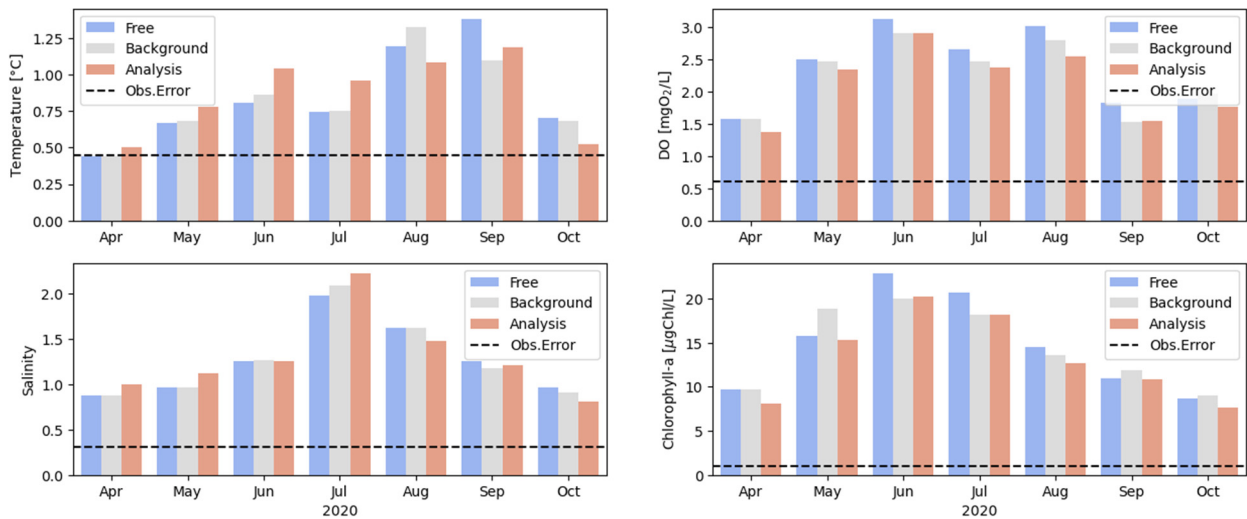 Temperature [°C]
1.25
1.00
0.75
0.50
0.25
0.00
Free
Background
Analysis
Obs.Error
Apr May Jun Jul Aug Sep Oct
DO [mgO₂/L]
3.0
2.5
2.0
1.5
1.0
0.5
0.0
Free
Background
Analysis
Obs.Error
Apr May Jun Jul Aug Sep Oct
Salinity
2.0
1.5
1.0
0.5
0.0
Free
Background
Analysis
Obs.Error
Apr May Jun Jul Aug Sep Oct
2020
Chlorophyll-a [μgChl/L]
20
15
10
5
0
Free
Background
Analysis
Obs.Error
Apr May Jun Jul Aug Sep Oct
2020